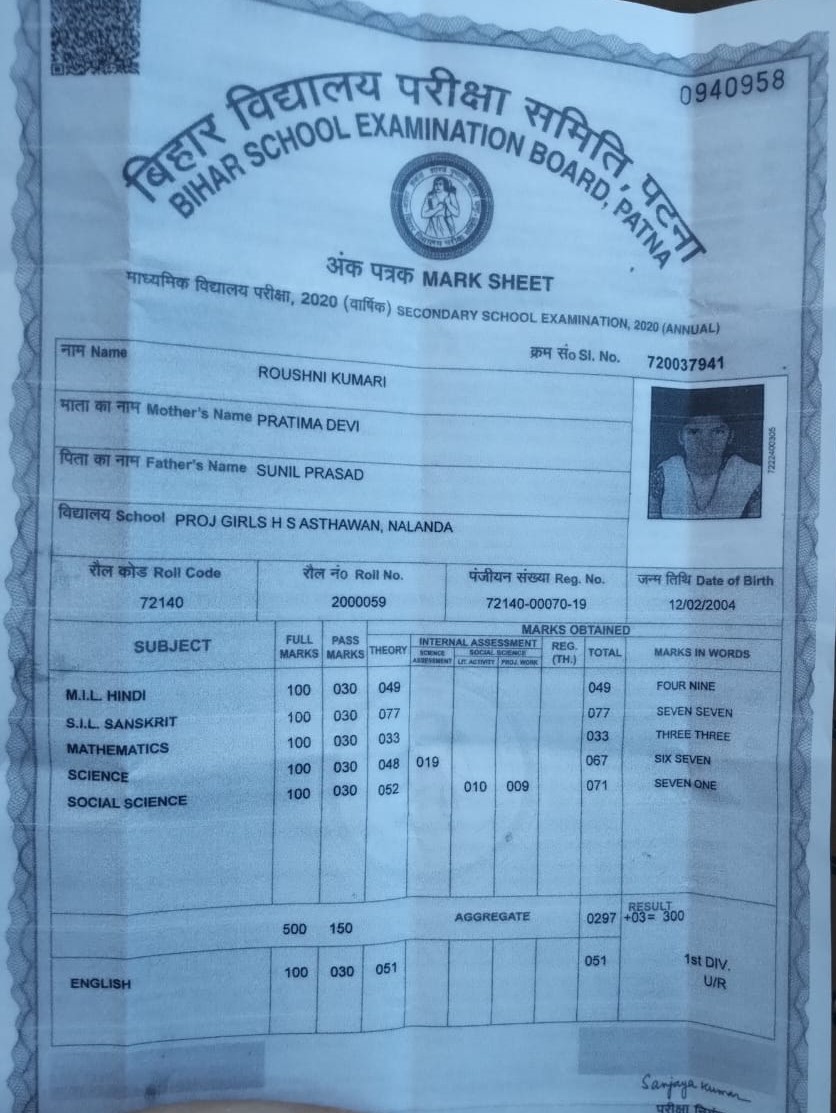 0940958
बिहार विद्यालय परीक्षा समिति, पटना
BIHAR SCHOOL EXAMINATION BOARD, PATNA
अंक पत्रक MARK SHEET
माध्यमिक विद्यालय परीक्षा, 2020 (वार्षिक) SECONDARY SCHOOL EXAMINATION, 2020 (ANNUAL)
क्रम सं० Sl. No. 720037941
नाम Name ROUSHNI KUMARI
माता का नाम Mother's Name PRATIMA DEVI
पिता का नाम Father's Name SUNIL PRASAD
7222400305
विद्यालय School PROJ GIRLS H S ASTHAWAN, NALANDA
रौल कोड Roll Code रौल नं० Roll No. पंजीयन संख्या Reg. No. जन्म तिथि Date of Birth
72140 2000059 72140-00070-19 12/02/2004
MARKS OBTAINED
SUBJECT FULL MARKS PASS MARKS THEORY INTERNAL ASSESSMENT REG. (TH.) TOTAL MARKS IN WORDS
SCIENCE ASSESSMENT SOCIAL SCIENCE
LIT. ACTIVITY PROJ. WORK
M.I.L. HINDI 100 030 049 049 FOUR NINE
S.I.L. SANSKRIT 100 030 077 077 SEVEN SEVEN
MATHEMATICS 100 030 033 033 THREE THREE
SCIENCE 100 030 048 019 067 SIX SEVEN
SOCIAL SCIENCE 100 030 052 010 009 071 SEVEN ONE
RESULT
500 150 AGGREGATE 0297 +03= 300
ENGLISH 100 030 051 051 1st DIV.
U/R
Sanjaya Kumar
परीक्षा